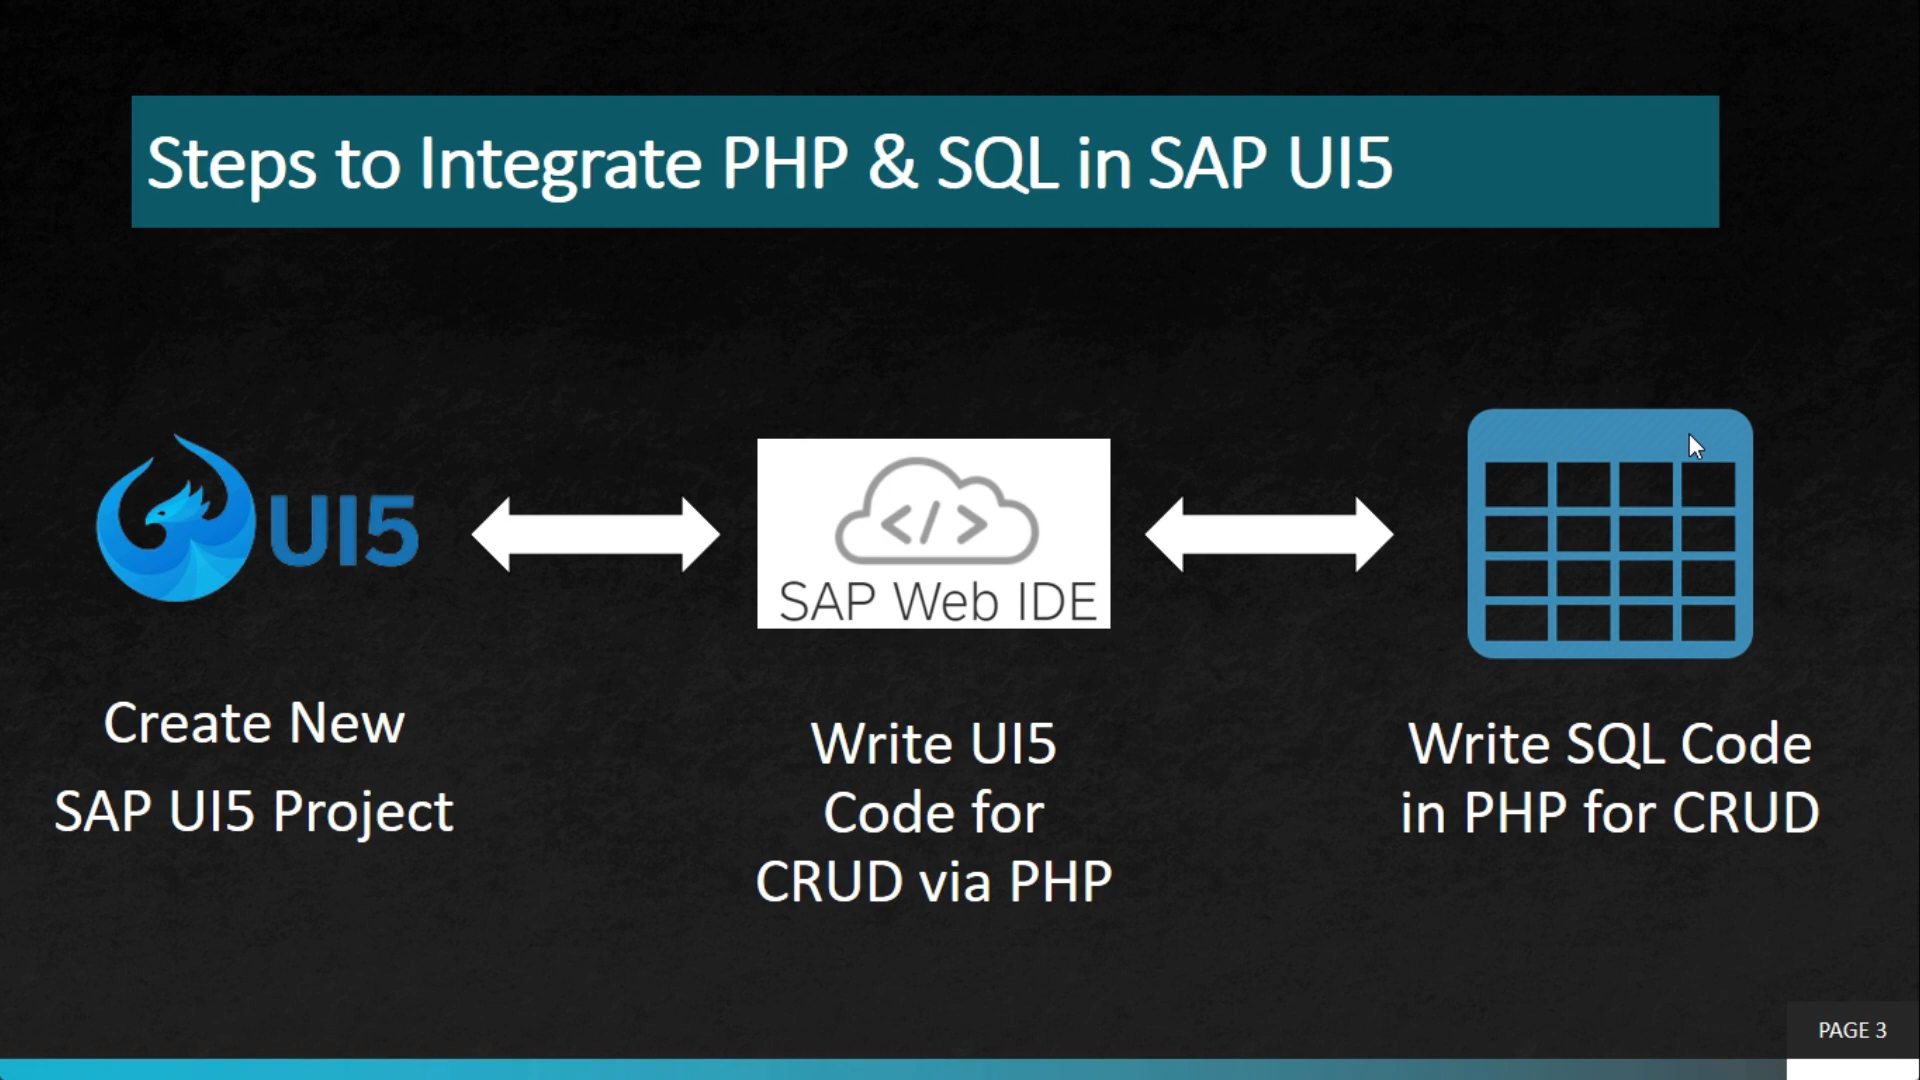 Steps to Integrate PHP & SQL in SAP UI5
UI5
</>
SAP Web IDE
Create New
SAP UI5 Project
Write UI5
Code for
CRUD via PHP
Write SQL Code
in PHP for CRUD
PAGE 3